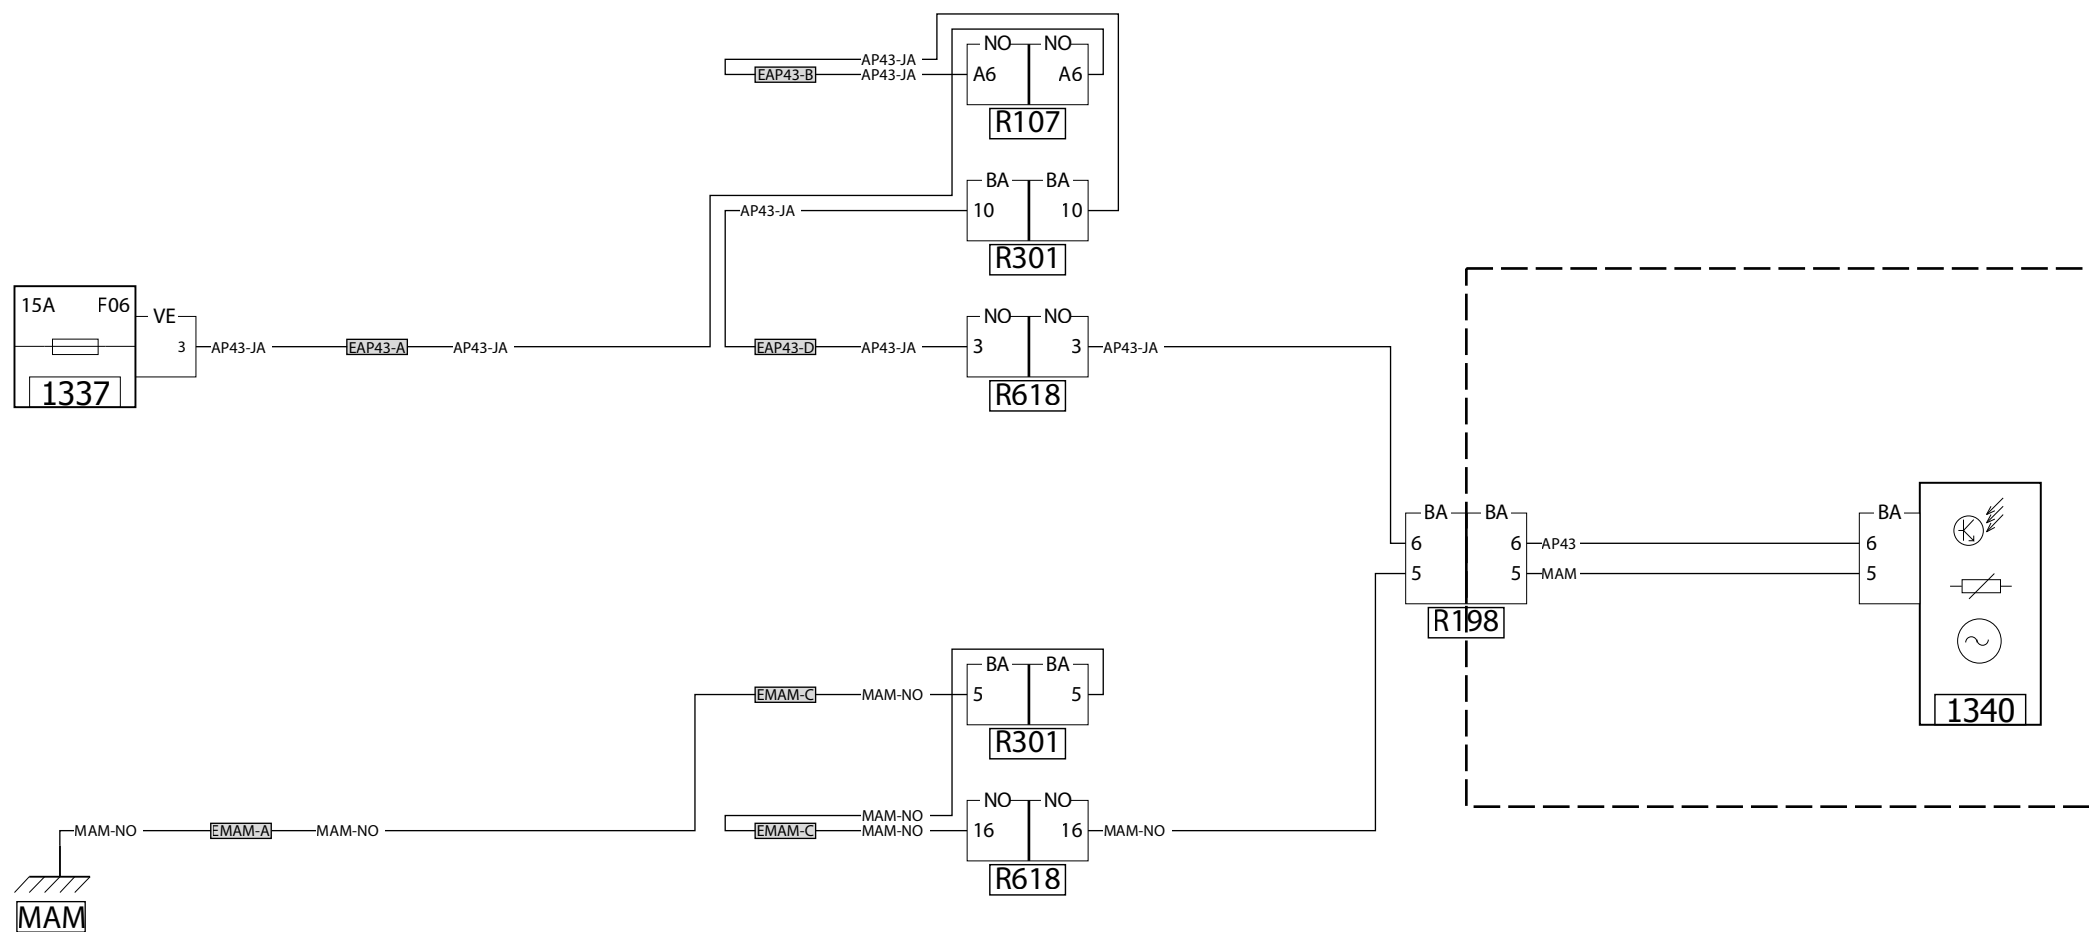 NO NO
AP43-JA
EAP43-B AP43-JA A6 A6
R107
BA BA
AP43-JA 10 10
R301
15A F06
VE NO NO
3 AP43-JA EAP43-A AP43-JA EAP43-D AP43-JA 3 3 AP43-JA
1337 R618
BA BA BA
6 6 AP43 6
5 5 MAM 5
R198
BA BA
EMAM-C MAM-NO 5 5
1340
R301
NO NO
MAM-NO
MAM-NO EMAM-A MAM-NO EMAM-C MAM-NO 16 16 MAM-NO
R618
MAM